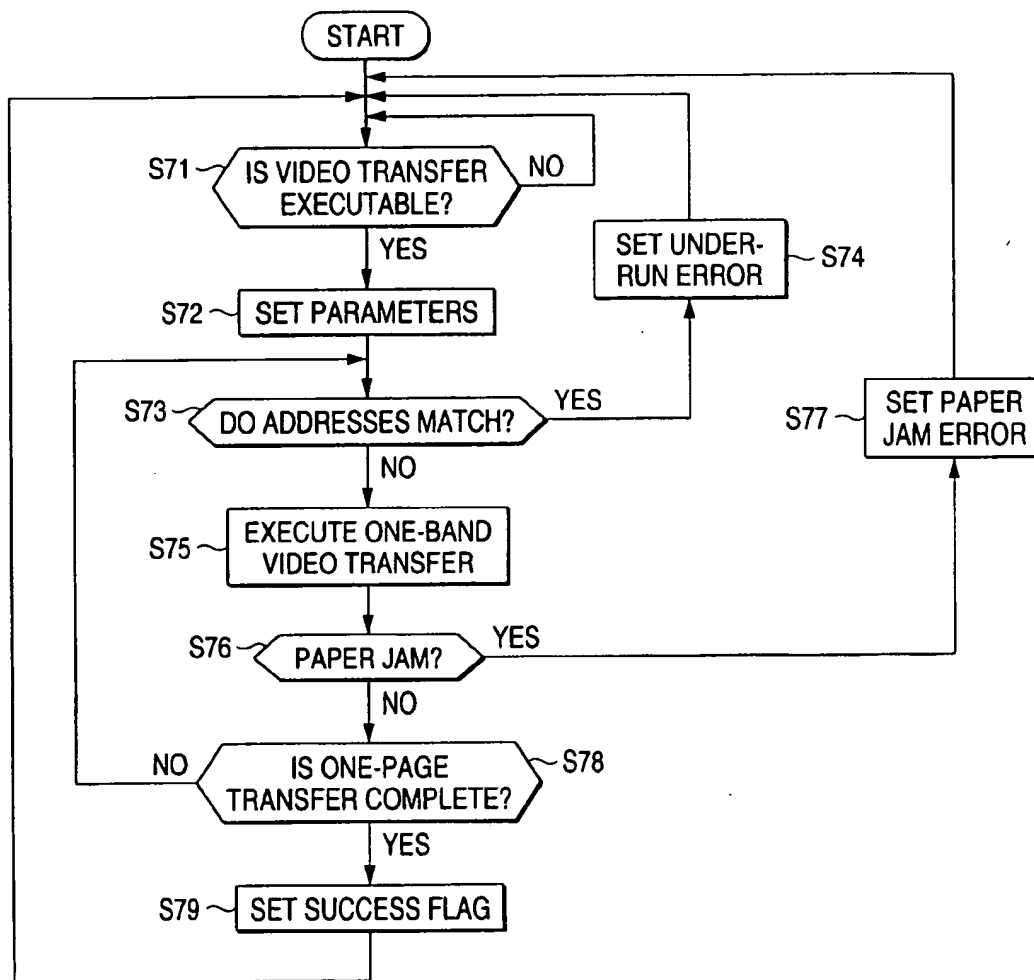 START
S71
IS VIDEO TRANSFER
EXECUTABLE?
NO
YES
SET UNDER-
RUN ERROR
S74
S72
SET PARAMETERS
S73
DO ADDRESSES MATCH?
YES
NO
S77
SET PAPER
JAM ERROR
S75
EXECUTE ONE-BAND
VIDEO TRANSFER
S76
PAPER JAM?
YES
NO
NO
IS ONE-PAGE
TRANSFER COMPLETE?
S78
YES
S79
SET SUCCESS FLAG